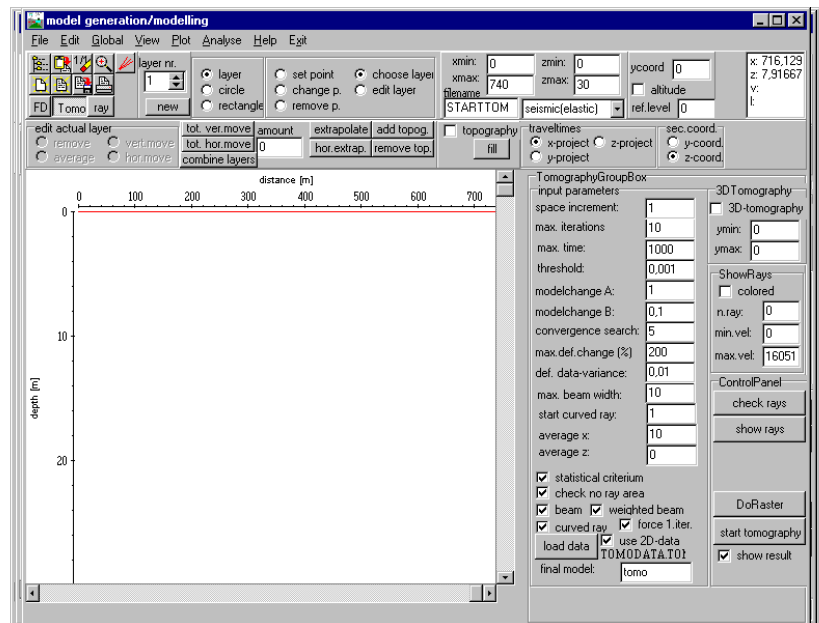 model generation/modelling
File Edit Global View Plot Analyse Help Exit
layer nr.
1
new
FD Tomo ray
layer
circle
rectangle
set point
change p.
remove p.
choose layer
edit layer
xmin: 0
xmax: 740
zmin: 0
zmax: 30
filename
STARTTOM
seismic(elastic)
ycoord 0
altitude
ref.level 0
x: 716,129
z: 7,91667
v:
I:
edit actual layer
remove
vert.move
average
hor.move
tot. ver.move
tot. hor.move
combine layers
amount
0
extrapolate
add topog.
hor.extrap.
remove top.
topography
fill
traveltimes
x-project
z-project
y-project
sec.coord.
y-coord
z-coord.
distance [m]
0 100 200 300 400 500 600 700
0
10
20
depth [m]
TomographyGroupBox
input parameters
space increment: 1
max. iterations 10
max. time: 1000
threshold: 0,001
modelchange A: 1
modelchange B: 0,1
convergence search: 5
max.def.change (%) 200
def. data-variance: 0,01
max. beam width: 10
start curved ray: 1
average x: 10
average z: 0
statistical criterium
check no ray area
beam weighted beam
curved ray force 1.iter.
load data
use 2D-data
final model: tomo
3DTomography
3D-tomography
ymin: 0
ymax: 0
ShowRays
colored
n.ray: 0
min.vel: 0
max.vel: 16051
ControlPanel
check rays
show rays
DoRaster
start tomography
show result